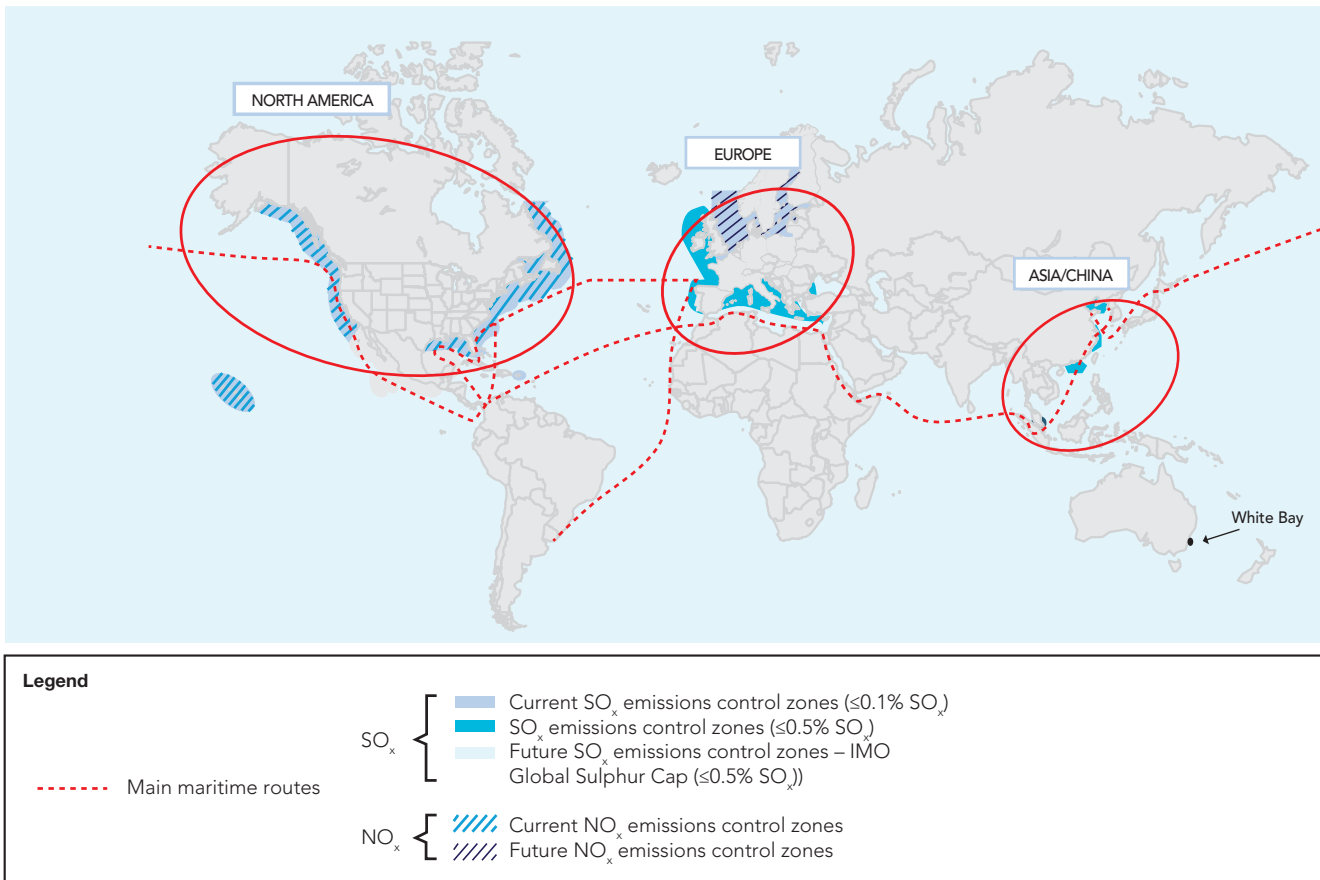 NORTH AMERICA
EUROPE
ASIA/CHINA
White Bay
Legend
Main maritime routes
SOₓ
Current SOₓ emissions control zones (≤0.1% SOₓ)
SOₓ emissions control zones (≤0.5% SOₓ)
Future SOₓ emissions control zones – IMO
Global Sulphur Cap (≤0.5% SOₓ))
NOₓ
Current NOₓ emissions control zones
Future NOₓ emissions control zones